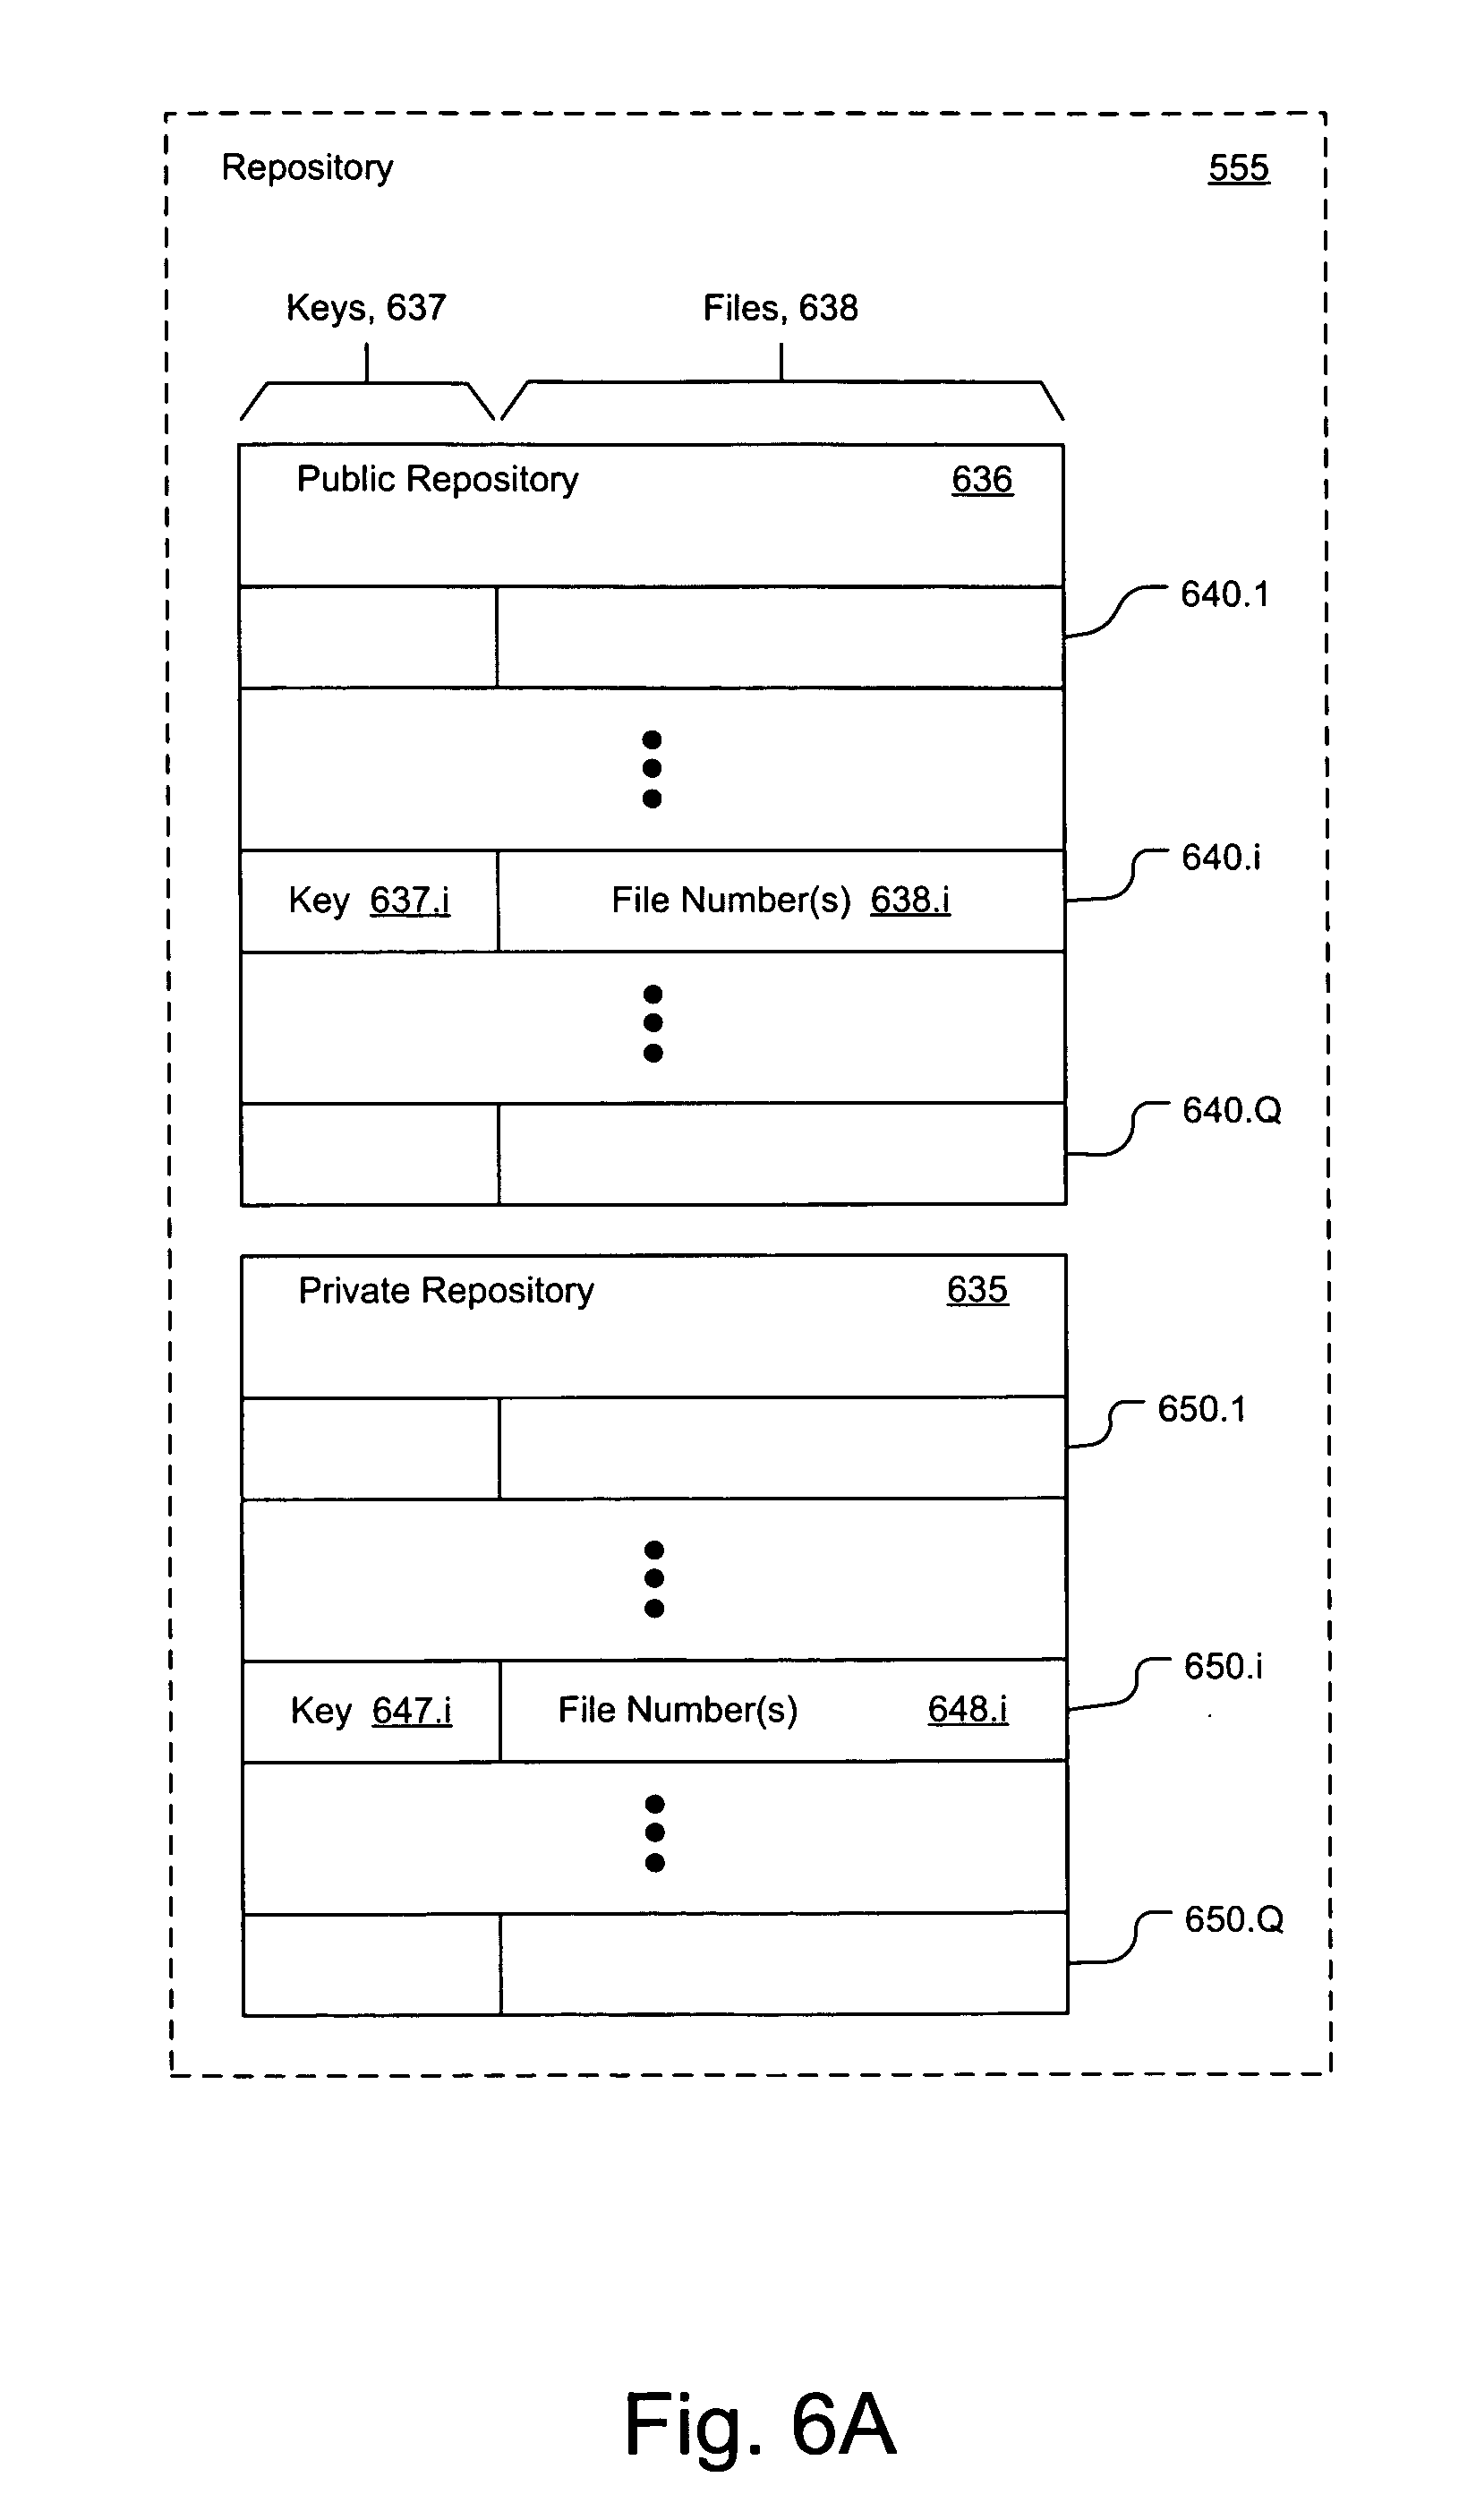 Repository 555
Keys, 637 Files, 638
Public Repository 636
640.1
640.i
Key 637.i File Number(s) 638.i
640.Q
Private Repository 635
650.1
650.i
Key 647.i File Number(s) 648.i
650.Q
Fig. 6A